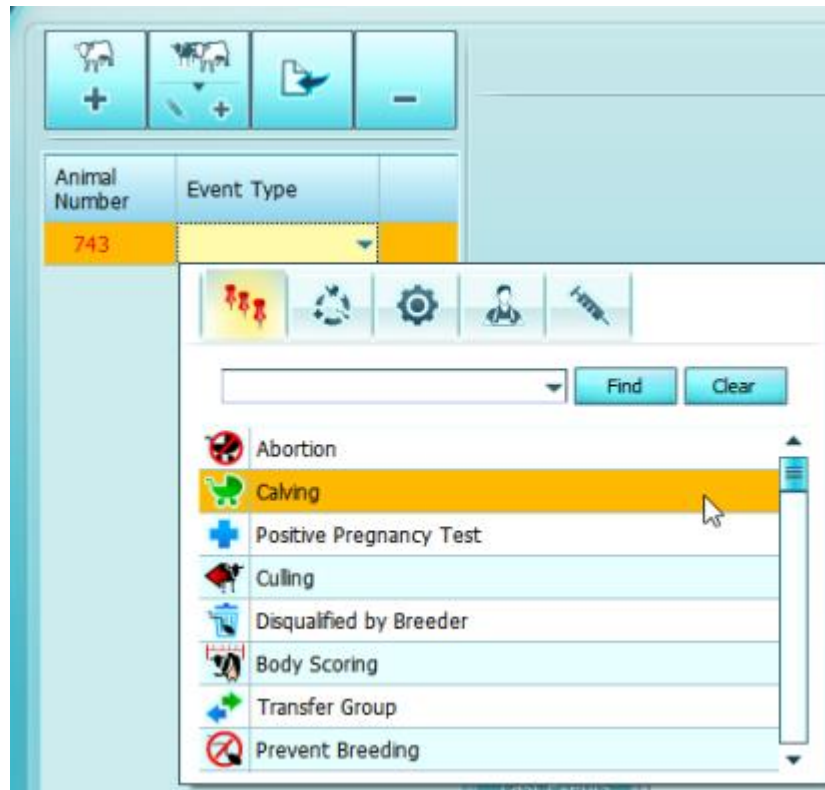 Animal
Number
Event Type
743
Find
Clear
Abortion
Calving
Positive Pregnancy Test
Culling
Disqualified by Breeder
Body Scoring
Transfer Group
Prevent Breeding